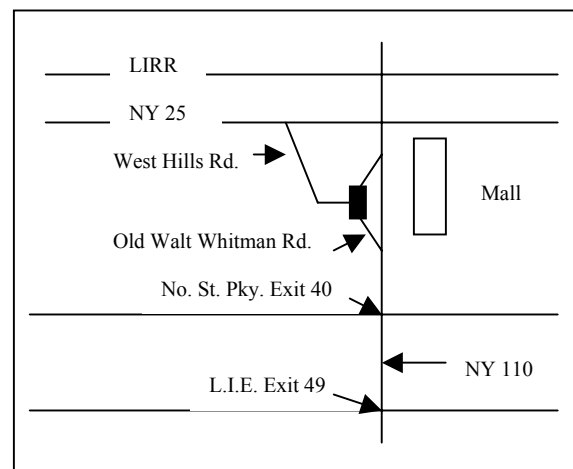 LIRR
NY 25
West Hills Rd.
Mall
Old Walt Whitman Rd.
No. St. Pky. Exit 40
NY 110
L.I.E. Exit 49